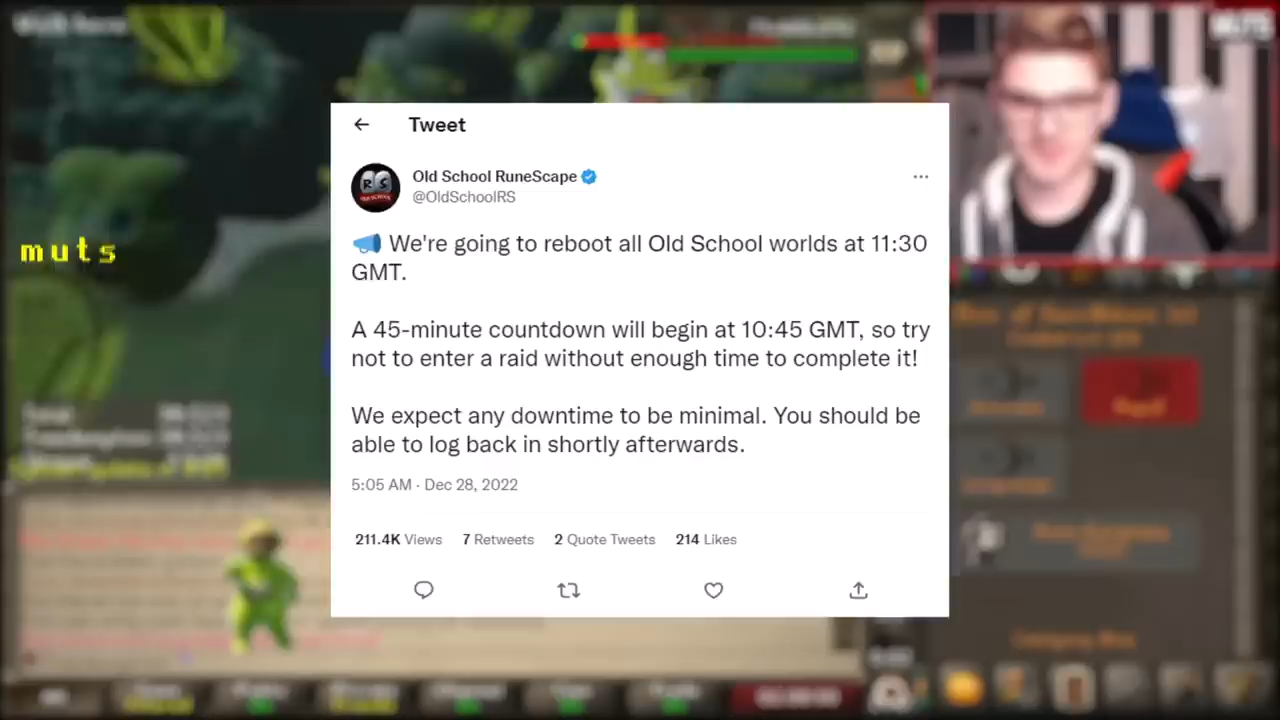 Tweet
Old School RuneScape
@OldSchoolRS
We're going to reboot all Old School worlds at 11:30
GMT.
A 45-minute countdown will begin at 10:45 GMT, so try
not to enter a raid without enough time to complete it!
We expect any downtime to be minimal. You should be
able to log back in shortly afterwards.
5:05 AM · Dec 28, 2022
211.4K Views 7 Retweets 2 Quote Tweets 214 Likes
muts